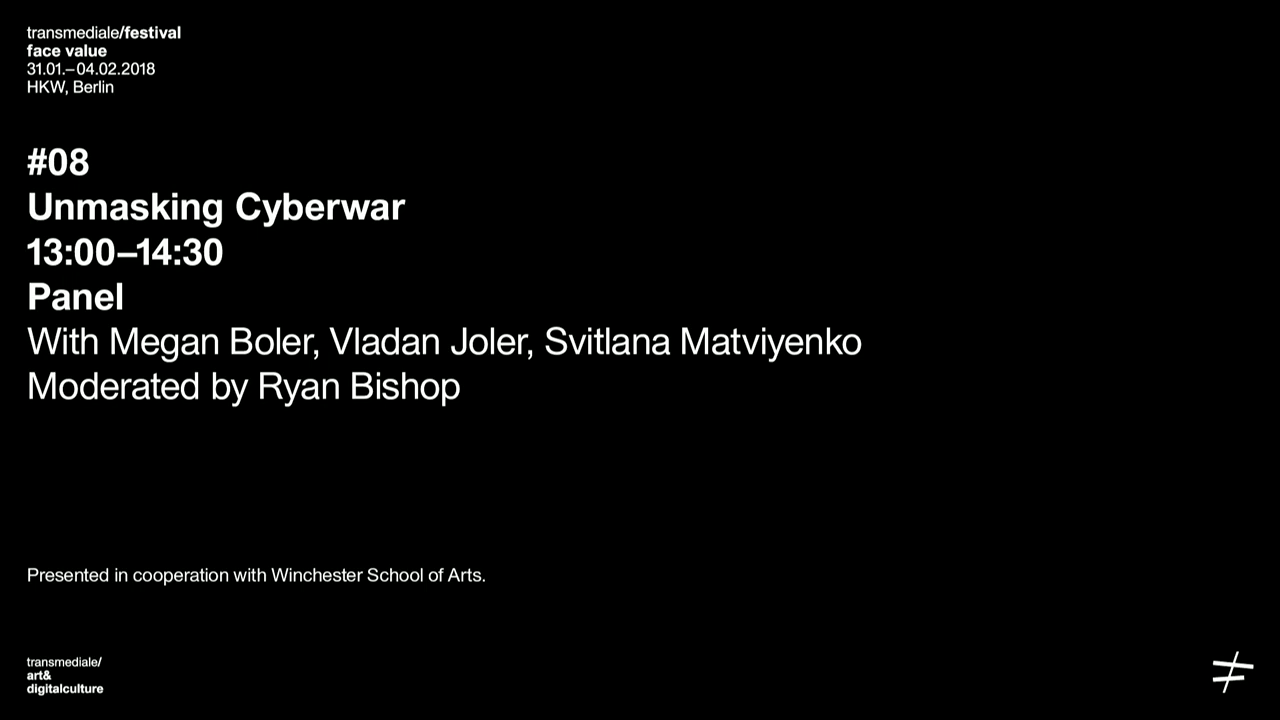 transmediale/festival
face value
31.01.–04.02.2018
HKW, Berlin
#08
Unmasking Cyberwar
13:00–14:30
Panel
With Megan Boler, Vladan Joler, Svitlana Matviyenko
Moderated by Ryan Bishop
Presented in cooperation with Winchester School of Arts.
transmediale/
art&
digitalculture